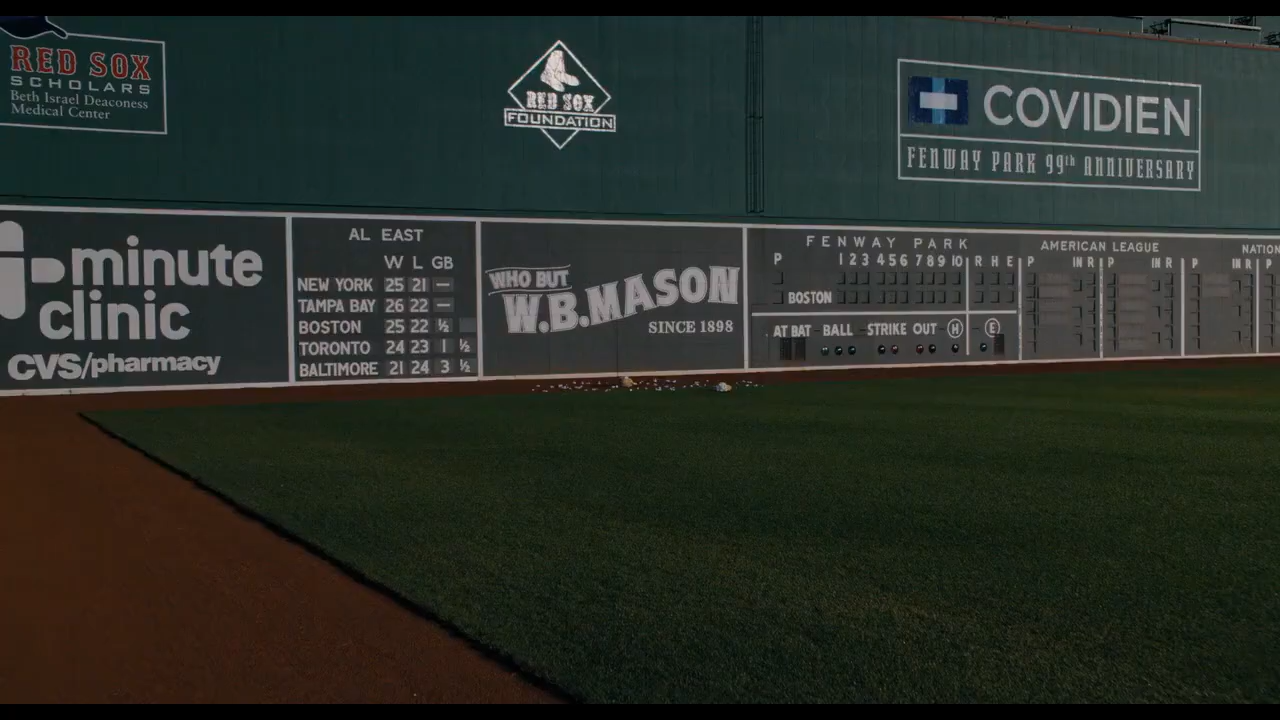 RED SOX
SCHOLARS
Beth Israel Deaconess
Medical Center
RED SOX
FOUNDATION
COVIDIEN
FENWAY PARK 99th ANNIVERSARY
minute
clinic
CVS/pharmacy
AL EAST
W L GB
NEW YORK 25 21 —
TAMPA BAY 26 22 —
BOSTON 25 22 ½
TORONTO 24 23 1 ½
BALTIMORE 21 24 3 ½
WHO BUT
W.B.MASON
SINCE 1898
FENWAY PARK
P 1 2 3 4 5 6 7 8 9 10 R H E
BOSTON
AT BAT BALL STRIKE OUT H E
AMERICAN LEAGUE
P IN R P IN R
P IN R P